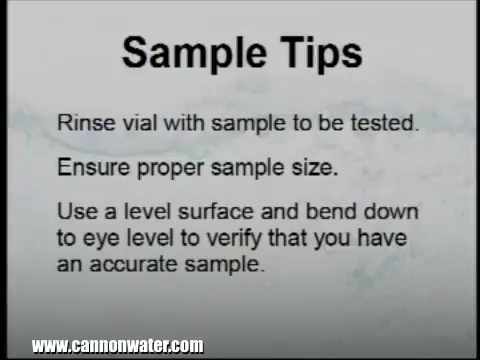 Sample Tips
Rinse vial with sample to be tested.
Ensure proper sample size.
Use a level surface and bend down
to eye level to verify that you have
an accurate sample.
www.cannonwater.com